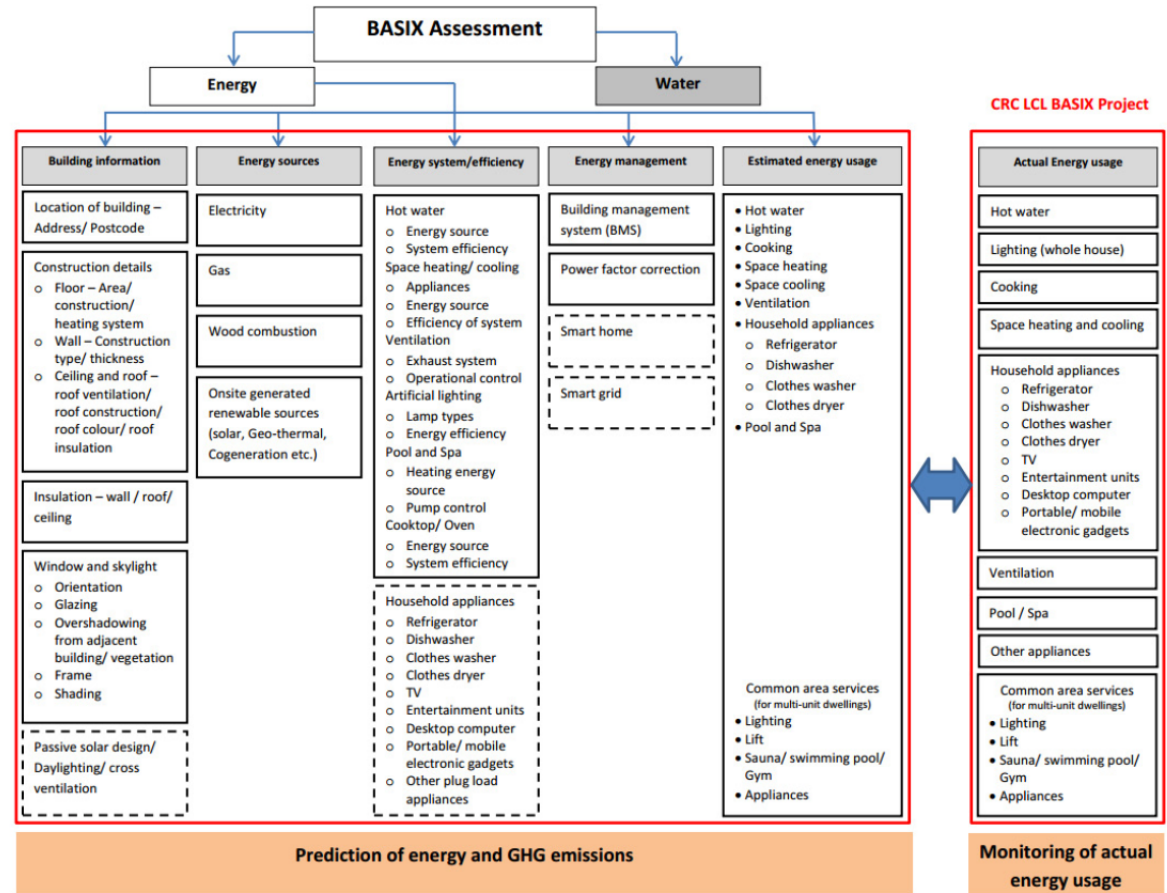 BASIX Assessment
Energy
Water
CRC LCL BASIX Project
Building information
Location of building –
Address/ Postcode
Construction details
o Floor – Area/
construction/
heating system
o Wall – Construction
type/ thickness
o Ceiling and roof –
roof ventilation/
roof construction/
roof colour/ roof
insulation
Insulation – wall / roof/
ceiling
Window and skylight
o Orientation
o Glazing
o Overshadowing
from adjacent
building/ vegetation
o Frame
o Shading
Passive solar design/
Daylighting/ cross
ventilation
Energy sources
Electricity
Gas
Wood combustion
Onsite generated
renewable sources
(solar, Geo-thermal,
Cogeneration etc.)
Energy system/efficiency
Hot water
o Energy source
o System efficiency
Space heating/ cooling
o Appliances
o Energy source
o Efficiency of system
Ventilation
o Exhaust system
o Operational control
Artificial lighting
o Lamp types
o Energy efficiency
Pool and Spa
o Heating energy
source
o Pump control
Cooktop/ Oven
o Energy source
o System efficiency
Household appliances
o Refrigerator
o Dishwasher
o Clothes washer
o Clothes dryer
o TV
o Entertainment units
o Desktop computer
o Portable/ mobile
electronic gadgets
o Other plug load
appliances
Energy management
Building management
system (BMS)
Power factor correction
Smart home
Smart grid
Estimated energy usage
• Hot water
• Lighting
• Cooking
• Space heating
• Space cooling
• Ventilation
• Household appliances
o Refrigerator
o Dishwasher
o Clothes washer
o Clothes dryer
• Pool and Spa
Common area services
(for multi-unit dwellings)
• Lighting
• Lift
• Sauna/ swimming pool/
Gym
• Appliances
Actual Energy usage
Hot water
Lighting (whole house)
Cooking
Space heating and cooling
Household appliances
o Refrigerator
o Dishwasher
o Clothes washer
o Clothes dryer
o TV
o Entertainment units
o Desktop computer
o Portable/ mobile
electronic gadgets
Ventilation
Pool / Spa
Other appliances
Common area services
(for multi-unit dwellings)
• Lighting
• Lift
• Sauna/ swimming pool/
Gym
• Appliances
Prediction of energy and GHG emissions
Monitoring of actual
energy usage